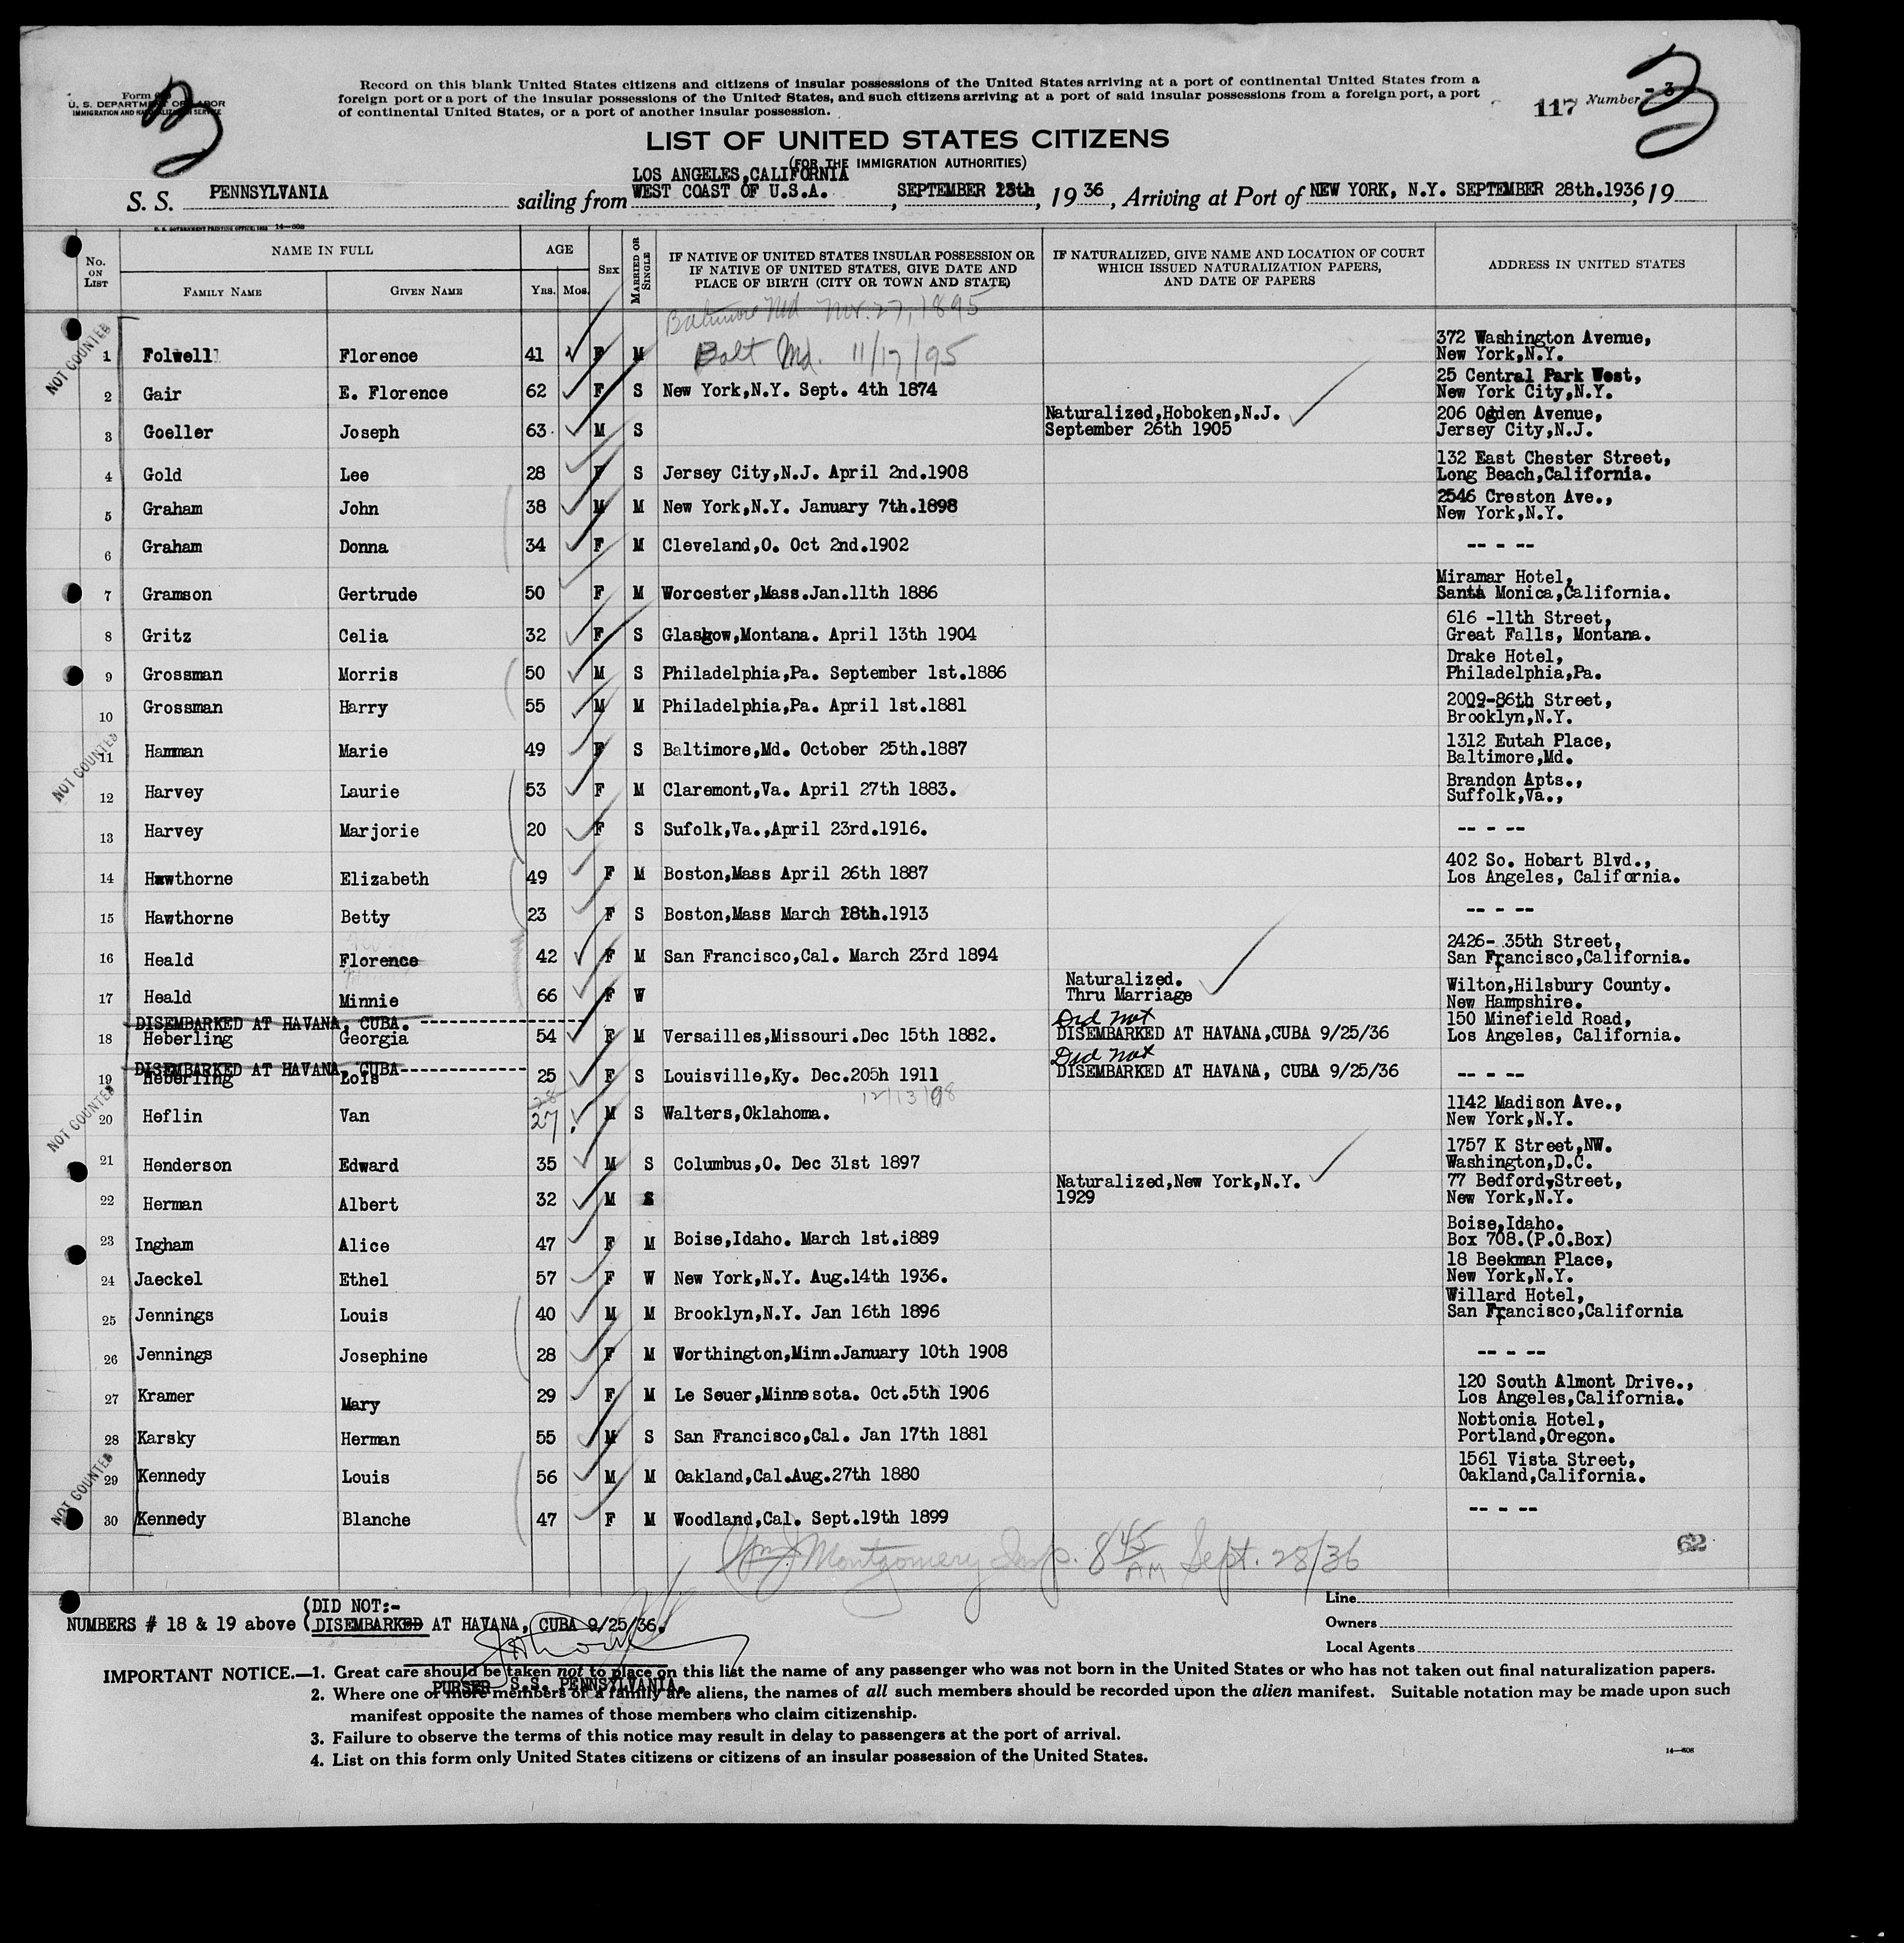 Form
U. S. DEPARTMENT OF LABOR
IMMIGRATION AND NATURALIZATION SERVICE
Record on this blank United States citizens and citizens of insular possessions of the United States arriving at a port of continental United States from a
foreign port or a port of the insular possessions of the United States, and such citizens arriving at a port of said insular possessions from a foreign port, a port
of continental United States, or a port of another insular possession.
117 Number - 3
3
LIST OF UNITED STATES CITIZENS
(FOR THE IMMIGRATION AUTHORITIES)
LOS ANGELES,CALIFORNIA
S. S. PENNSYLVANIA sailing from WEST COAST OF U.S.A. , SEPTEMBER 13th , 19 36 , Arriving at Port of NEW YORK, N.Y. SEPTEMBER 28th.1936, 19
U. S. GOVERNMENT PRINTING OFFICE: 14—608
No. ON LIST
NAME IN FULL
FAMILY NAME
GIVEN NAME
AGE
YRS. MOS.
SEX
MARRIED OR SINGLE
IF NATIVE OF UNITED STATES INSULAR POSSESSION OR
IF NATIVE OF UNITED STATES, GIVE DATE AND
PLACE OF BIRTH (CITY OR TOWN AND STATE)
IF NATURALIZED, GIVE NAME AND LOCATION OF COURT
WHICH ISSUED NATURALIZATION PAPERS,
AND DATE OF PAPERS
ADDRESS IN UNITED STATES
Baltimore Md Nov. 27, 1895
NOT COUNTED
1 Folwell Florence 41 F M Balt Md. 11/17/95 372 Washington Avenue,
New York,N.Y.
2 Gair E. Florence 62 F S New York,N.Y. Sept. 4th 1874 25 Central Park West,
New York City,N.Y.
3 Goeller Joseph 63 M S Naturalized,Hoboken,N.J.
September 26th 1905 206 Ogden Avenue,
Jersey City,N.J.
4 Gold Lee 28 F S Jersey City,N.J. April 2nd.1908 132 East Chester Street,
Long Beach,California.
5 Graham John 38 M M New York,N.Y. January 7th.1898 2546 Creston Ave.,
New York,N.Y.
6 Graham Donna 34 F M Cleveland,O. Oct 2nd.1902 -- - --
7 Gramson Gertrude 50 F M Worcester,Mass.Jan.11th 1886 Miramar Hotel,
Santa Monica,California.
8 Gritz Celia 32 F S Glasgow,Montana. April 13th 1904 616 -11th Street,
Great Falls, Montana.
9 Grossman Morris 50 M S Philadelphia,Pa. September 1st.1886 Drake Hotel,
Philadelphia,Pa.
10 Grossman Harry 55 M M Philadelphia,Pa. April 1st.1881 2009-86th Street,
Brooklyn,N.Y.
NOT COUNTED
11 Hamman Marie 49 F S Baltimore,Md. October 25th.1887 1312 Eutah Place,
Baltimore,Md.
12 Harvey Laurie 53 F M Claremont,Va. April 27th 1883. Brandon Apts.,
Suffolk,Va.,
13 Harvey Marjorie 20 F S Sufolk,Va.,April 23rd.1916. -- - --
14 Hawthorne Elizabeth 49 F M Boston,Mass April 26th 1887 402 So. Hobart Blvd.,
Los Angeles, California.
15 Hawthorne Betty 23 F S Boston,Mass March 18th.1913 -- - --
16 Heald Florence 42 F M San Francisco,Cal. March 23rd 1894 2426- 35th Street,
San Francisco,California.
17 Heald Minnie 66 F W Naturalized.
Thru Marriage Wilton,Hilsbury County.
New Hampshire.
DISEMBARKED AT HAVANA, CUBA. Did not
18 Heberling Georgia 54 F M Versailles,Missouri.Dec 15th 1882. DISEMBARKED AT HAVANA,CUBA 9/25/36 150 Minefield Road,
Los Angeles, California.
DISEMBARKED AT HAVANA, CUBA Did not
19 Heberling Lois 25 F S Louisville,Ky. Dec.205h 1911 DISEMBARKED AT HAVANA, CUBA 9/25/36 -- - --
NOT COUNTED
28 12/13/08
20 Heflin Van 27 M S Walters,Oklahoma. 1142 Madison Ave.,
New York,N.Y.
21 Henderson Edward 35 M S Columbus,O. Dec 31st 1897 1757 K Street,NW.
Washington,D.C.
22 Herman Albert 32 M S Naturalized,New York,N.Y.
1929 77 Bedford,Street,
New York,N.Y.
23 Ingham Alice 47 F M Boise,Idaho. March 1st.i889 Boise,Idaho.
Box 708.(P.O.Box)
24 Jaeckel Ethel 57 F W New York,N.Y. Aug.14th 1936. 18 Beekman Place,
New York,N.Y.
25 Jennings Louis 40 M M Brooklyn,N.Y. Jan 16th 1896 Willard Hotel,
San Francisco,California
26 Jennings Josephine 28 F M Worthington,Minn.January 10th 1908 -- - --
27 Kramer Mary 29 F M Le Seuer,Minnesota. Oct.5th 1906 120 South Almont Drive.,
Los Angeles,California.
28 Karsky Herman 55 M S San Francisco,Cal. Jan 17th 1881 Nortonia Hotel,
Portland,Oregon.
NOT COUNTED
29 Kennedy Louis 56 M M Oakland,Cal.Aug.27th 1880 1561 Vista Street,
Oakland,California.
30 Kennedy Blanche 47 F M Woodland,Cal. Sept.19th 1899 -- - --
Wm J Montgomery Insp. 8 45 AM Sept. 28/36
62
(DID NOT:-
NUMBERS # 18 & 19 above (DISEMBARKED AT HAVANA, CUBA 9/25/36.
PURSER S.S. PENNSYLVANIA.
Line
Owners
Local Agents
IMPORTANT NOTICE.—1. Great care should be taken not to place on this list the name of any passenger who was not born in the United States or who has not taken out final naturalization papers.
2. Where one or more members of a family are aliens, the names of all such members should be recorded upon the alien manifest. Suitable notation may be made upon such
manifest opposite the names of those members who claim citizenship.
3. Failure to observe the terms of this notice may result in delay to passengers at the port of arrival.
4. List on this form only United States citizens or citizens of an insular possession of the United States.
14—608